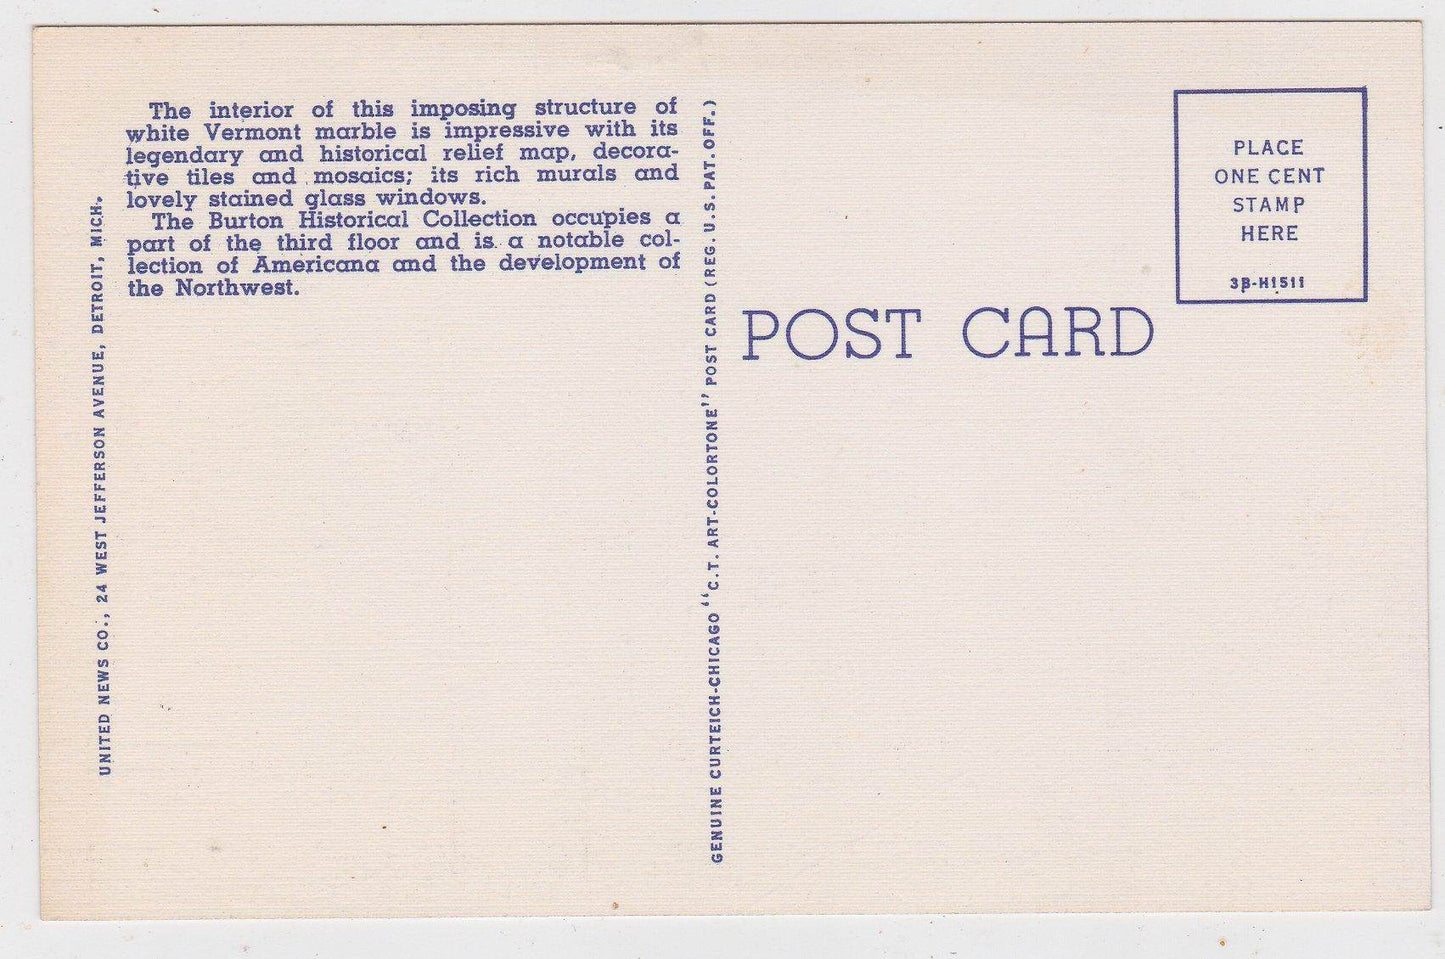 The interior of this imposing structure of
white Vermont marble is impressive with its
legendary and historical relief map, decora-
tive tiles and mosaics; its rich murals and
lovely stained glass windows.
The Burton Historical Collection occupies a
part of the third floor and is a notable col-
lection of Americana and the development of
the Northwest.
UNITED NEWS CO., 24 WEST JEFFERSON AVENUE, DETROIT, MICH.
GENUINE CURTEICH-CHICAGO "C.T. ART-COLORTONE" POST CARD (REG. U.S. PAT. OFF.)
POST CARD
PLACE
ONE CENT
STAMP
HERE
3B-H1511